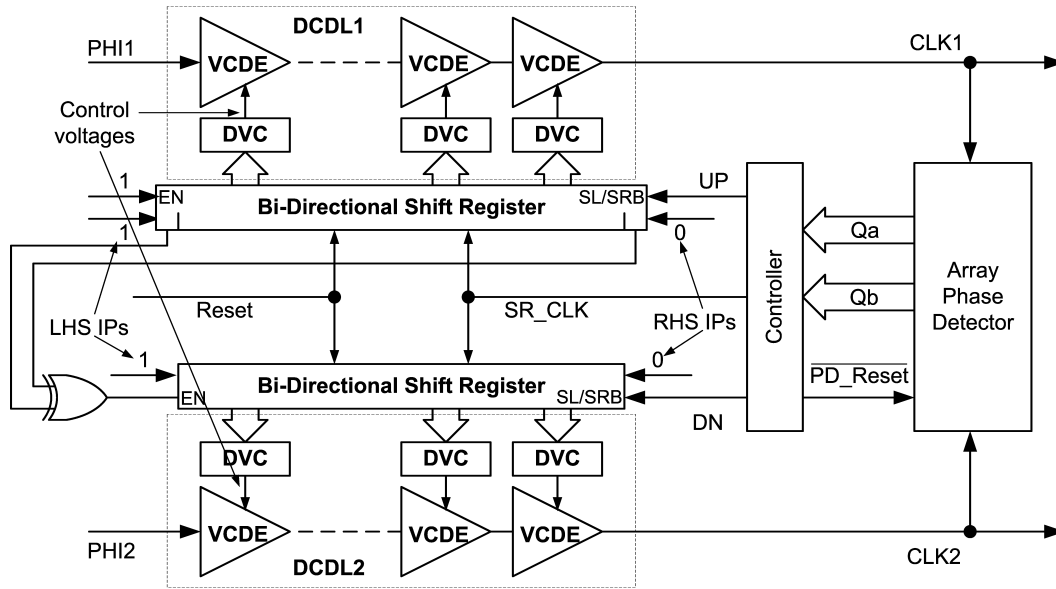 DCDL1
PHI1
VCDE
VCDE
VCDE
CLK1
Control
voltages
DVC
DVC
DVC
1
EN
SL/SRB
UP
Bi-Directional Shift Register
1
0
Qa
Controller
Array
Phase
Detector
Qb
Reset
SR_CLK
LHS IPs
RHS IPs
1
0
Bi-Directional Shift Register
PD_Reset
EN
SL/SRB
DN
DVC
DVC
DVC
VCDE
VCDE
VCDE
PHI2
CLK2
DCDL2